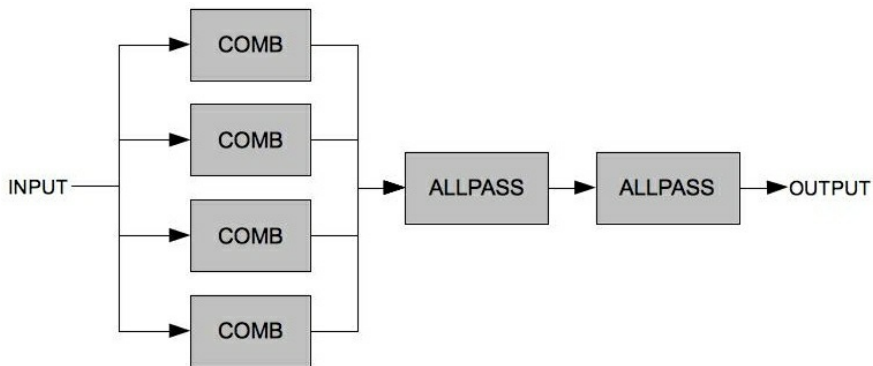 COMB
COMB
INPUT
ALLPASS
ALLPASS
OUTPUT
COMB
COMB